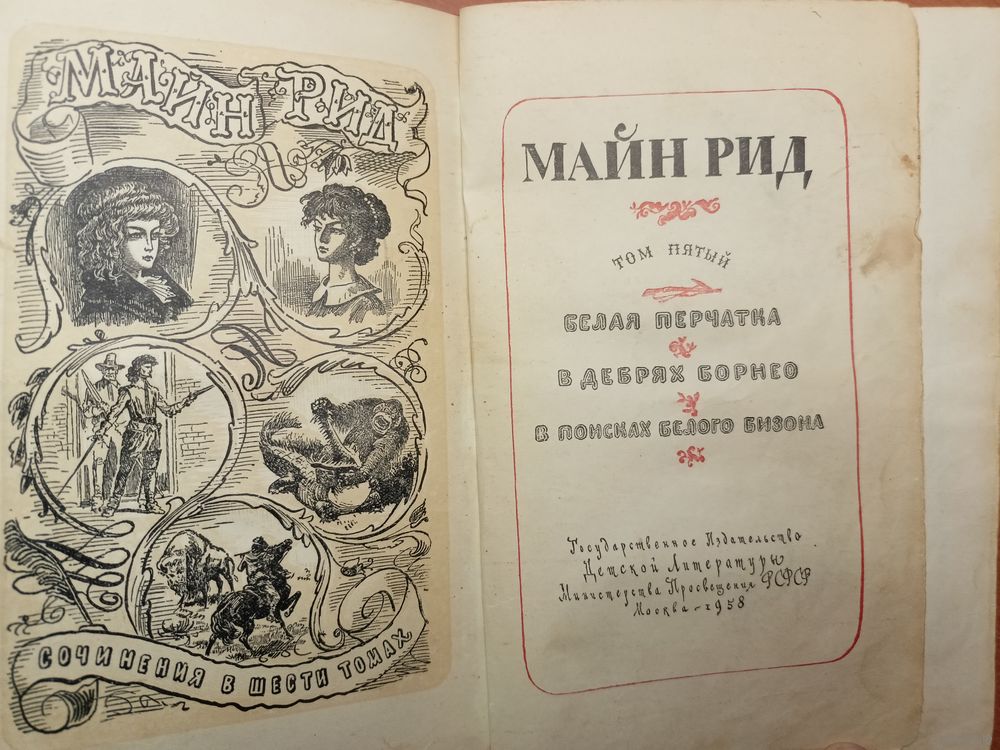 МАЙН РИД
СОЧИНЕНИЯ В ШЕСТИ ТОМАХ
МАЙН РИД
ТОМ ПЯТЫЙ
БЕЛАЯ ПЕРЧАТКА
В ДЕБРЯХ БОРНЕО
В ПОИСКАХ БЕЛОГО БИЗОНА
Государственное Издательство
Детской Литературы
Министерства Просвещения РСФСР
Москва – 1958